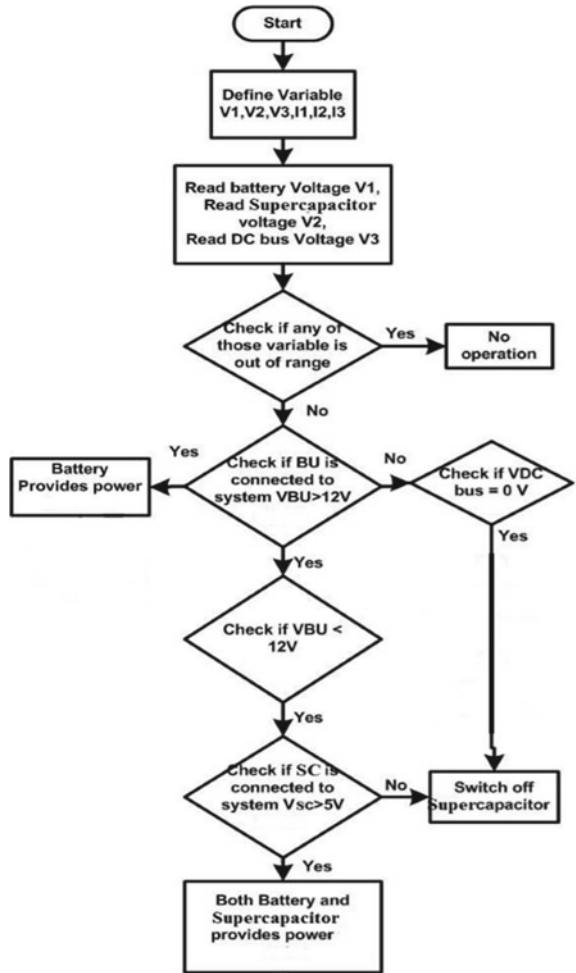 Start
Define Variable
V1,V2,V3,I1,I2,I3
Read battery Voltage V1,
Read Supercapacitor
voltage V2,
Read DC bus Voltage V3
Check if any of
those variable is
out of range
Yes
No
operation
No
Check if BU is
connected to
system VBU>12V
Yes
Battery
Provides power
No
Check if VDC
bus = 0 V
Yes
Yes
Check if VBU <
12V
Yes
Check if SC is
connected to
system Vsc>5V
No
Switch off
Supercapacitor
Yes
Both Battery and
Supercapacitor
provides power